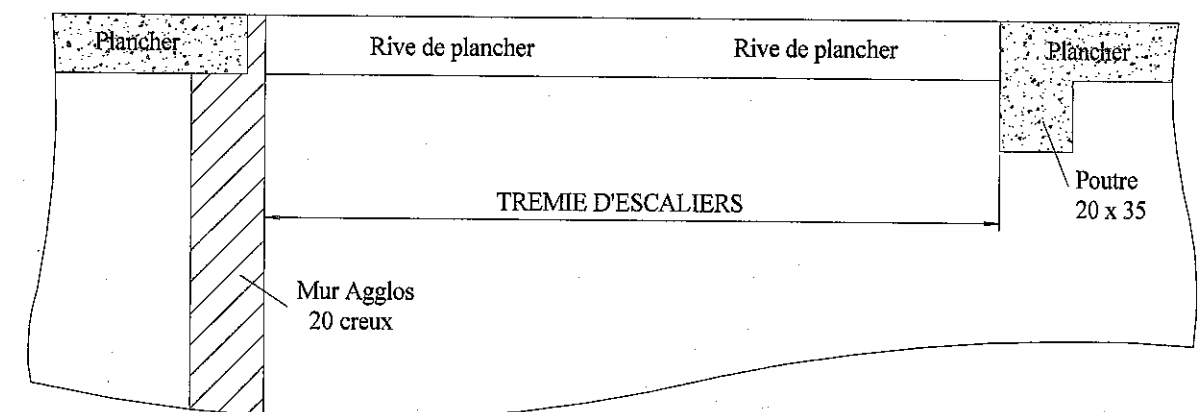 Plancher
Rive de plancher
Rive de plancher
Plancher
TREMIE D'ESCALIERS
Poutre
20 x 35
Mur Agglos
20 creux